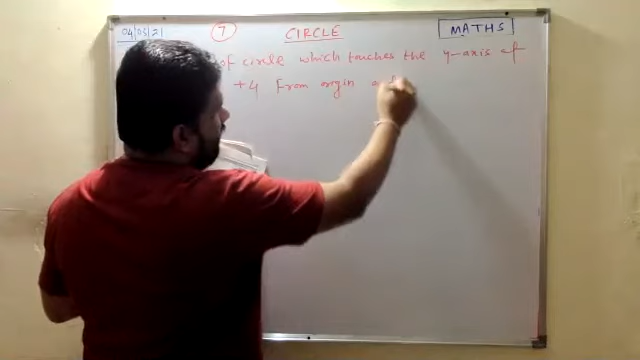 04/05/21 7 CIRCLE MATHS
of circle which touches the y-axis at
+4 from origin